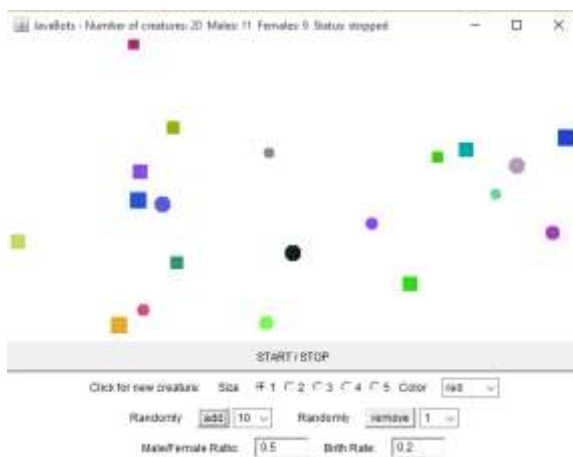 JavaBots - Number of creatures: 20 Males: 11 Females: 9 Status: stopped
START / STOP
Click for new creature: Size 1 2 3 4 5 Color red
Randomly add 10 Randomly remove 1
Male/Female Ratio: 0.5 Birth Rate: 0.2